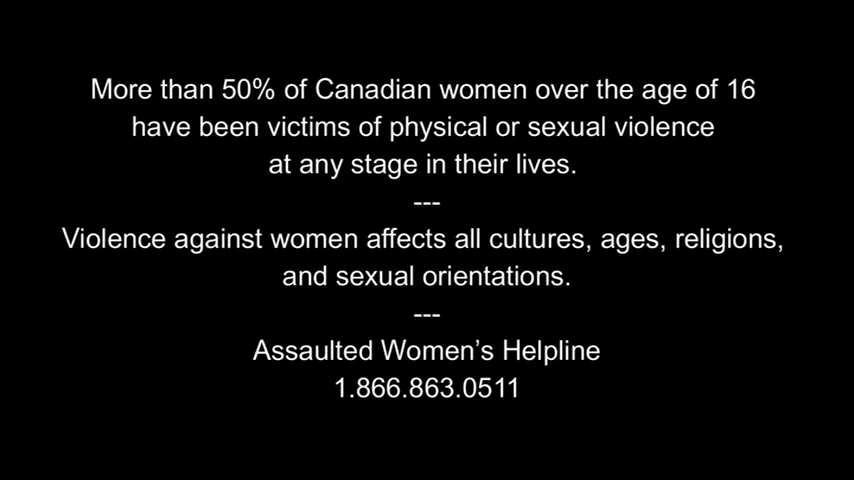 More than 50% of Canadian women over the age of 16
have been victims of physical or sexual violence
at any stage in their lives.
---
Violence against women affects all cultures, ages, religions,
and sexual orientations.
---
Assaulted Women’s Helpline
1.866.863.0511